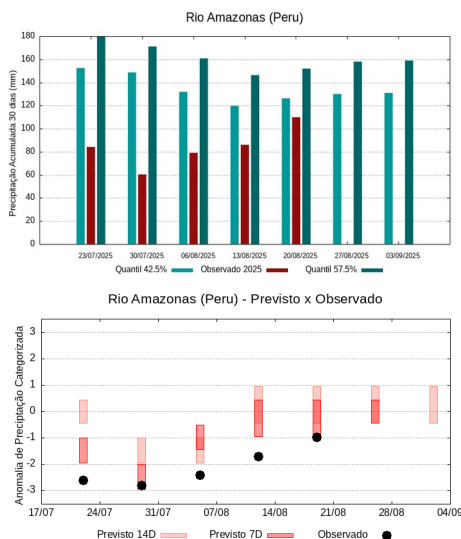 Rio Amazonas (Peru)
Precipitação Acumulada 30 dias (mm)
180
160
140
120
100
80
60
40
20
0
23/07/2025 30/07/2025 06/08/2025 13/08/2025 20/08/2025 27/08/2025 03/09/2025
Quantil 42.5% Observado 2025 Quantil 57.5%
Rio Amazonas (Peru) - Previsto x Observado
Anomalia de Preciptação Categorizada
3
2
1
0
-1
-2
-3
17/07 24/07 31/07 07/08 14/08 21/08 28/08 04/09
Previsto 14D Previsto 7D Observado